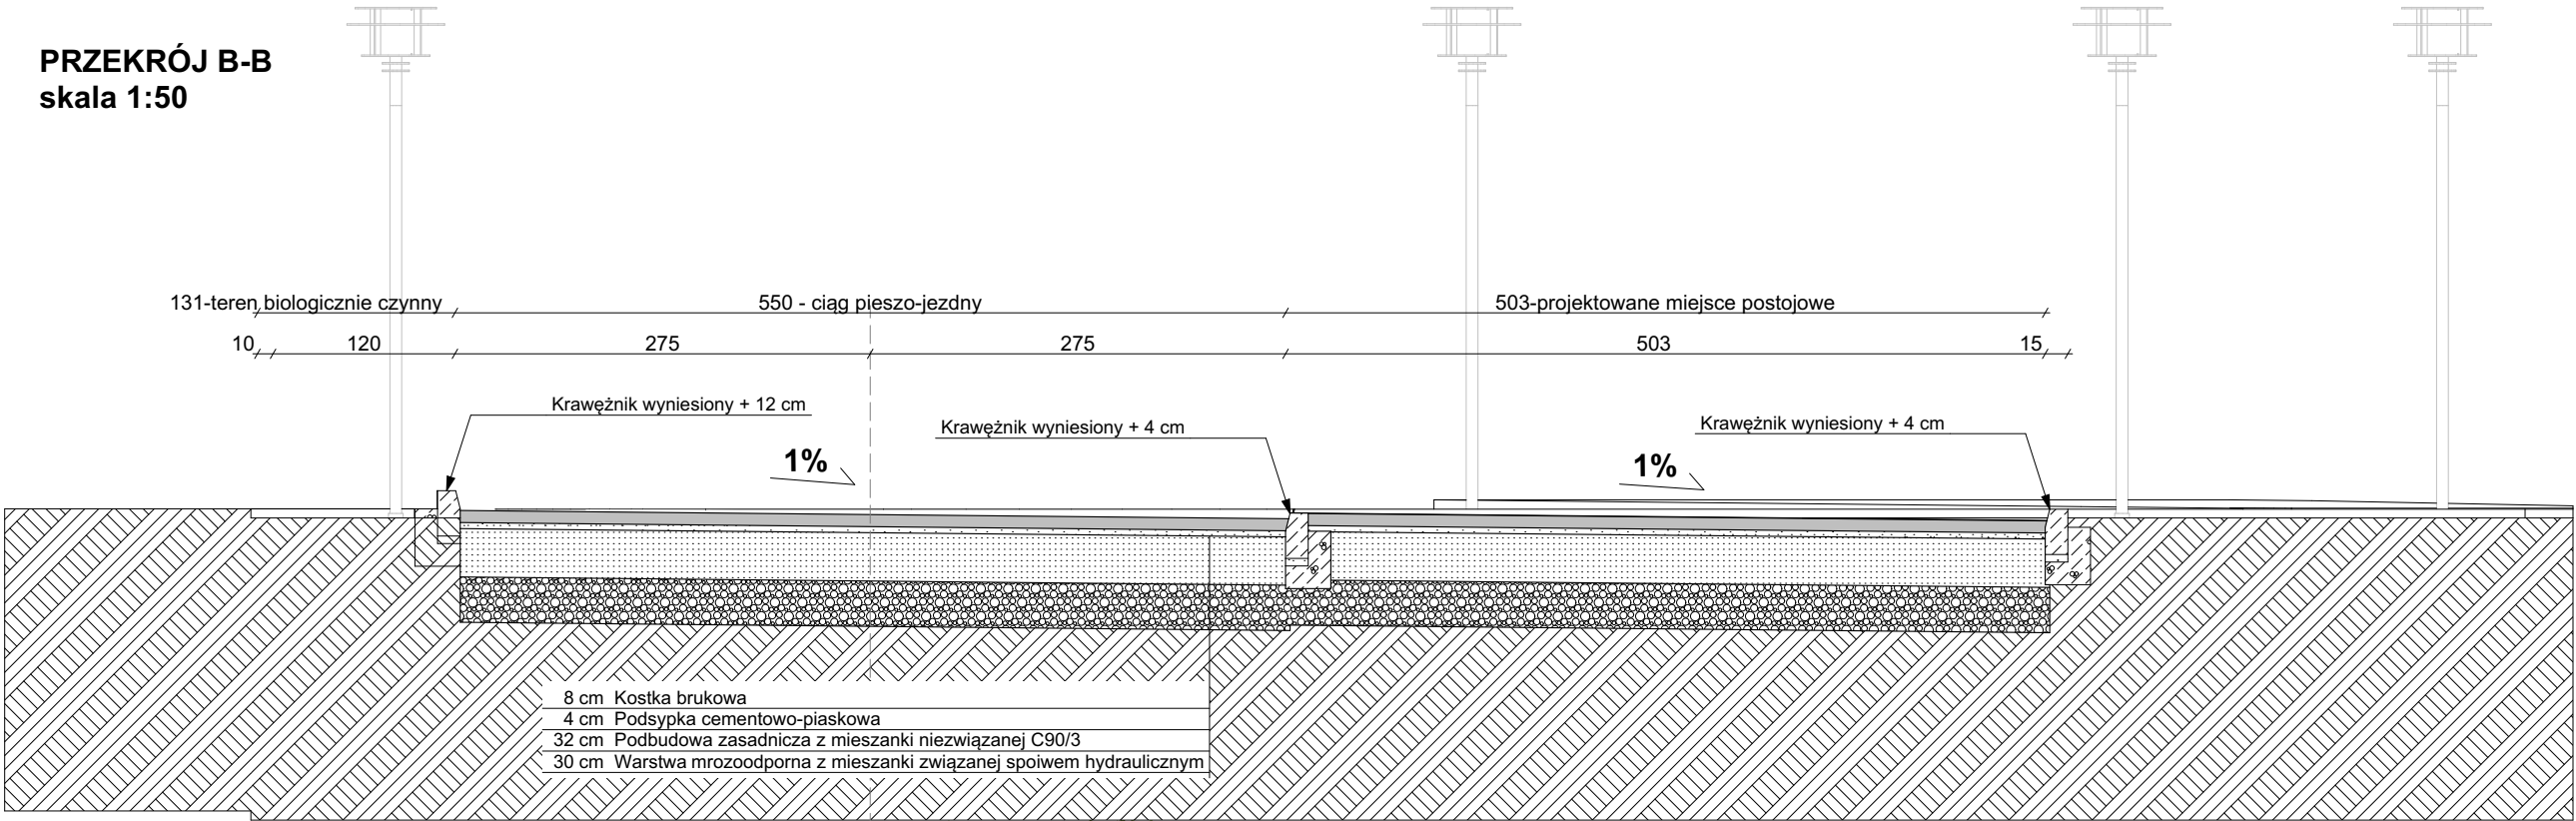 PRZEKRÓJ B-B
skala 1:50
131-teren biologicznie czynny
550 - ciąg pieszo-jezdny
503-projektowane miejsce postojowe
10
120
275
275
503
15
Krawężnik wyniesiony + 12 cm
Krawężnik wyniesiony + 4 cm
Krawężnik wyniesiony + 4 cm
1%
1%
8 cm Kostka brukowa
4 cm Podsypka cementowo-piaskowa
32 cm Podbudowa zasadnicza z mieszanki niezwiązanej C90/3
30 cm Warstwa mrozoodporna z mieszanki związanej spoiwem hydraulicznym